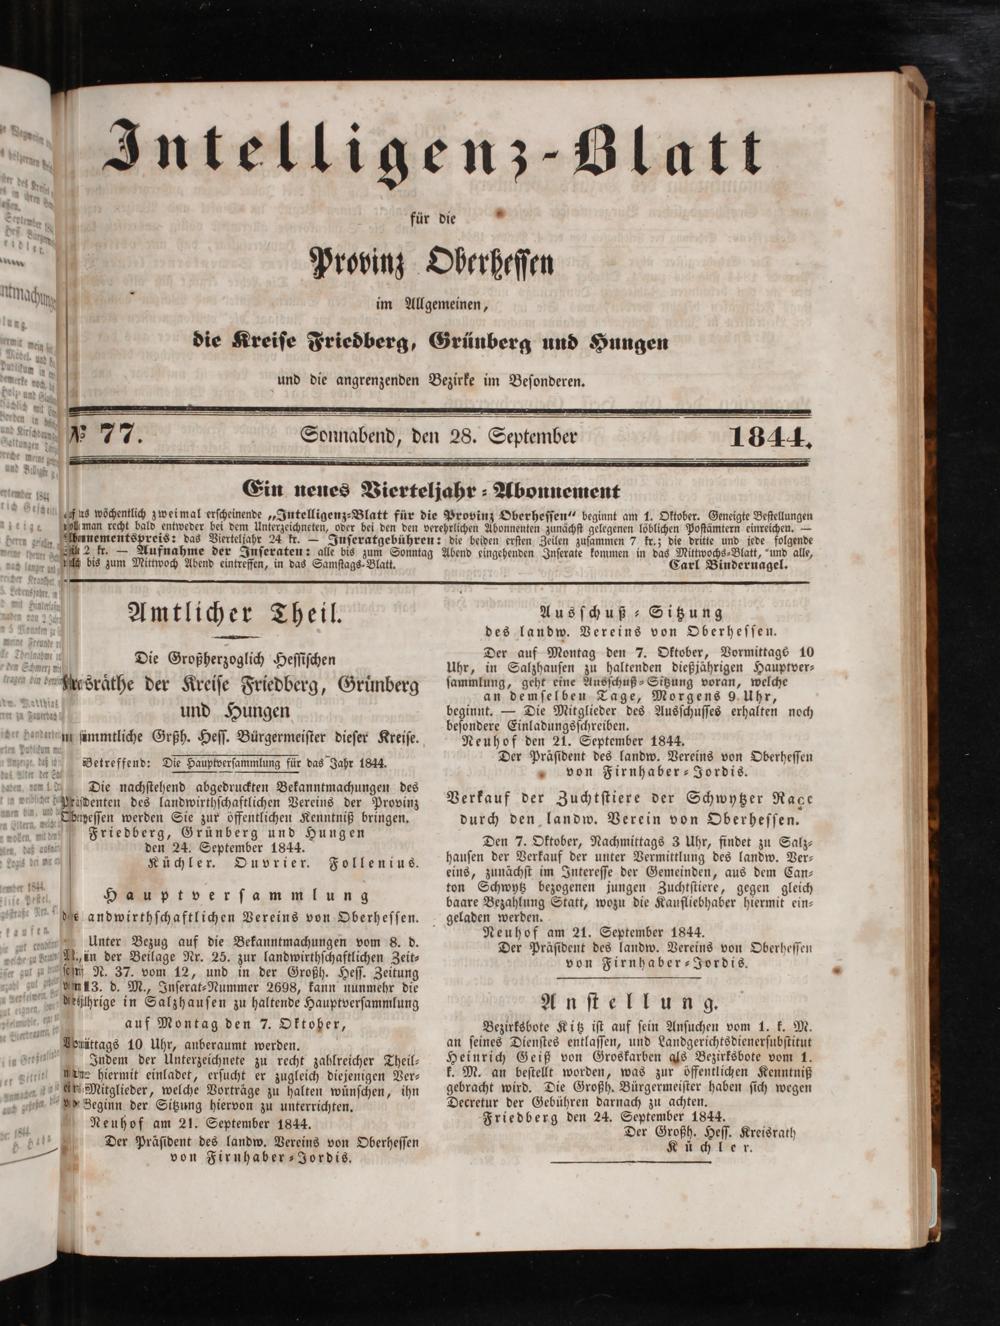 Intelligenz-Blatt
für die
Provinz Oberhessen
im Allgemeinen,
die Kreise Friedberg, Grünberg und Hungen
und die angrenzenden Bezirke im Besonderen.
№ 77. Sonnabend, den 28. September 1844.
Ein neues Vierteljahr-Abonnement
wöchentlich zweimal erscheinende „Intelligenz-Blatt für die Provinz Oberhessen“ beginnt am 1. Oktober. Geneigte Bestellungen
man recht bald entweder bei dem Unterzeichneten, oder bei den den verehrlichen Abonnenten zunächst gelegenen löblichen Postämtern einreichen. —
Abonnementspreis: das Vierteljahr 24 kr. — Inseratgebühren: die beiden ersten Zeilen zusammen 7 kr.; die dritte und jede folgende
2 kr. — Aufnahme der Inseraten: alle bis zum Sonntag Abend eingehenden Inserate kommen in das Mittwochs-Blatt, und alle,
bis zum Mittwoch Abend eintreffen, in das Samstags-Blatt. Carl Bindernagel.
Amtlicher Theil.
Die Großherzoglich Hessischen
Kreisräthe der Kreise Friedberg, Grünberg
und Hungen
an sämmtliche Grßh. Hess. Bürgermeister dieser Kreise.
Betreffend: Die Hauptversammlung für das Jahr 1844.
Die nachstehend abgedruckten Bekanntmachungen des
Präsidenten des landwirthschaftlichen Vereins der Provinz
Oberhessen werden Sie zur öffentlichen Kenntniß bringen.
Friedberg, Grünberg und Hungen
den 24. September 1844.
Küchler. Ouvrier. Follenius.
Hauptversammlung
des landwirthschaftlichen Vereins von Oberhessen.
Unter Bezug auf die Bekanntmachungen vom 8. d.
M., in der Beilage Nr. 25. zur landwirthschaftlichen Zeit-
schrift N. 37. vom 12, und in der Großh. Hess. Zeitung
vom 13. d. M., Inserat-Nummer 2698, kann nunmehr die
dießjährige in Salzhausen zu haltende Hauptversammlung
auf Montag den 7. Oktober,
Vormittags 10 Uhr, anberaumt werden.
Indem der Unterzeichnete zu recht zahlreicher Theil-
nahme hiermit einladet, ersucht er zugleich diejenigen Ver-
eins-Mitglieder, welche Vorträge zu halten wünschen, ihn
vor Beginn der Sitzung hiervon zu unterrichten.
Neuhof am 21. September 1844.
Der Präsident des landw. Vereins von Oberhessen
von Firnhaber-Jordis.
Ausschuß-Sitzung
des landw. Vereins von Oberhessen.
Der auf Montag den 7. Oktober, Vormittags 10
Uhr, in Salzhausen zu haltenden dießjährigen Hauptver-
sammlung, geht eine Ausschuß-Sitzung voran, welche
an demselben Tage, Morgens 9 Uhr,
beginnt. — Die Mitglieder des Ausschusses erhalten noch
besondere Einladungsschreiben.
Neuhof den 21. September 1844.
Der Präsident des landw. Vereins von Oberhessen
von Firnhaber-Jordis.
Verkauf der Zuchtstiere der Schwytzer Race
durch den landw. Verein von Oberhessen.
Den 7. Oktober, Nachmittags 3 Uhr, findet zu Salz-
hausen der Verkauf der unter Vermittlung des landw. Ver-
eins, zunächst im Interesse der Gemeinden, aus dem Can-
ton Schwytz bezogenen jungen Zuchtstiere, gegen gleich
baare Bezahlung Statt, wozu die Kaufliebhaber hiermit ein-
geladen werden.
Neuhof am 21. September 1844.
Der Präsident des landw. Vereins von Oberhessen
von Firnhaber-Jordis.
Anstellung.
Bezirksbote Kitz ist auf sein Ansuchen vom 1. k. M.
an seines Dienstes entlassen, und Landgerichtsdienersubstitut
Heinrich Geiß von Groskarben als Bezirksbote vom 1.
k. M. an bestellt worden, was zur öffentlichen Kenntniß
gebracht wird. Die Großh. Bürgermeister haben sich wegen
Decretur der Gebühren darnach zu achten.
Friedberg den 24. September 1844.
Der Großh. Hess. Kreisrath
Küchler.